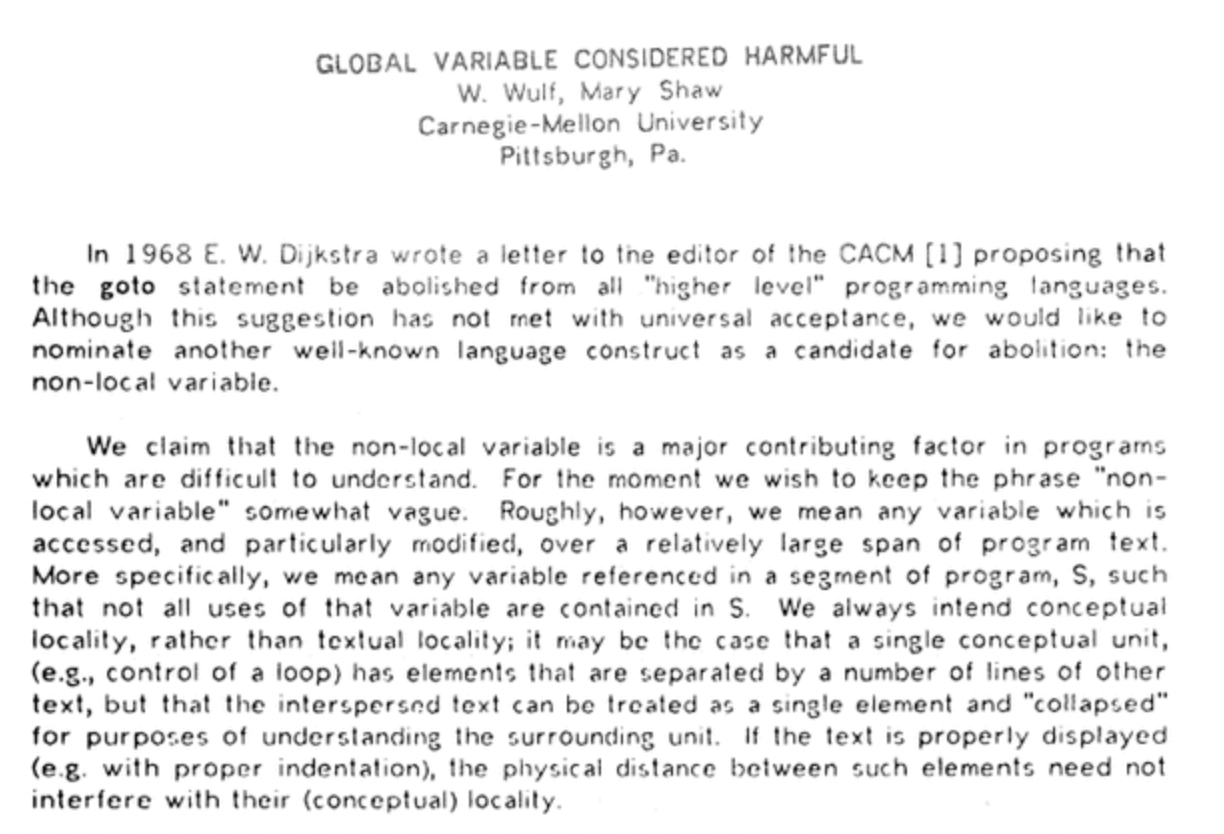 GLOBAL VARIABLE CONSIDERED HARMFUL
W. Wulf, Mary Shaw
Carnegie-Mellon University
Pittsburgh, Pa.
In 1968 E. W. Dijkstra wrote a letter to the editor of the CACM [1] proposing that
the goto statement be abolished from all "higher level" programming languages.
Although this suggestion has not met with universal acceptance, we would like to
nominate another well-known language construct as a candidate for abolition: the
non-local variable.
We claim that the non-local variable is a major contributing factor in programs
which are difficult to understand. For the moment we wish to keep the phrase "non-
local variable" somewhat vague. Roughly, however, we mean any variable which is
accessed, and particularly modified, over a relatively large span of program text.
More specifically, we mean any variable referenced in a segment of program, S, such
that not all uses of that variable are contained in S. We always intend conceptual
locality, rather than textual locality; it may be the case that a single conceptual unit,
(e.g., control of a loop) has elements that are separated by a number of lines of other
text, but that the interspersed text can be treated as a single element and "collapsed"
for purposes of understanding the surrounding unit. If the text is properly displayed
(e.g. with proper indentation), the physical distance between such elements need not
interfere with their (conceptual) locality.